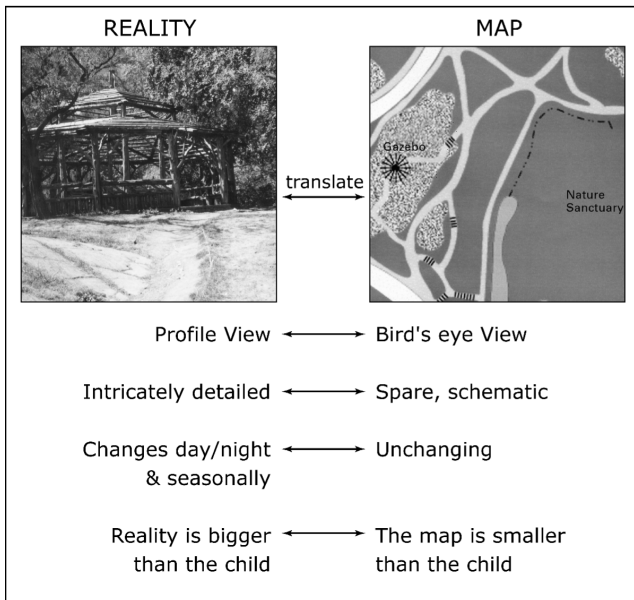 REALITY
MAP
Gazebo
translate
Nature
Sanctuary
Profile View
Bird's eye View
Intricately detailed
Spare, schematic
Changes day/night
& seasonally
Unchanging
Reality is bigger
than the child
The map is smaller
than the child